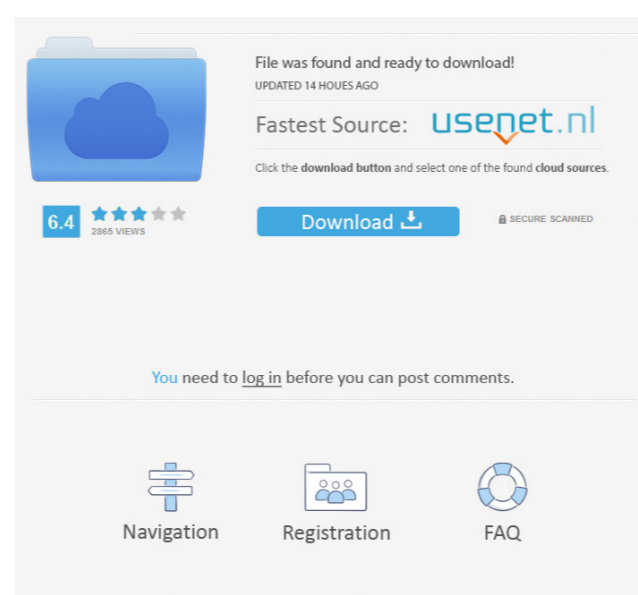 File was found and ready to download!
UPDATED 14 HOUES AGO
Fastest Source: usenet.nl
Click the download button and select one of the found cloud sources.
6.4
2865 VIEWS
Download
SECURE SCANNED
You need to log in before you can post comments.
Navigation
Registration
FAQ